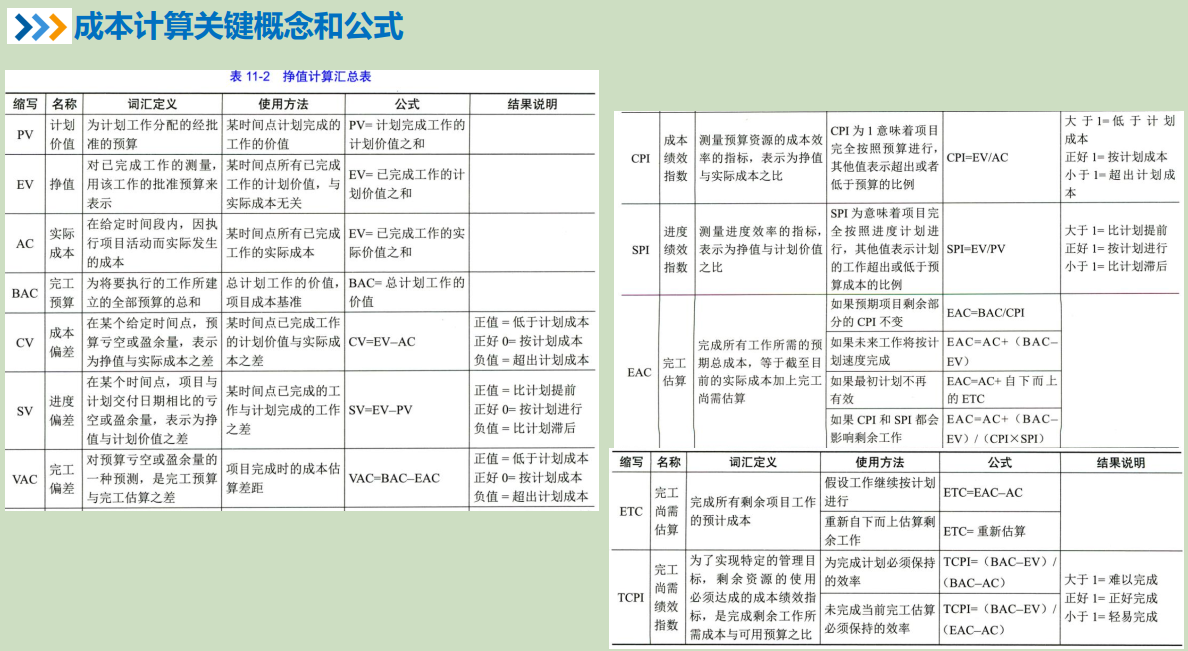 成本计算关键概念和公式
表 11-2 挣值计算汇总表
缩写 名称 词汇定义 使用方法 公式 结果说明
PV
计划
价值
为计划工作分配的经批
准的预算
某时间点计划完成的
工作的价值
PV= 计划完成工作的
计划价值之和
EV
挣值
对已完成工作的测量,
用该工作的批准预算来
表示
某时间点所有已完成
工作的计划价值，与
实际成本无关
EV= 已完成工作的计
划价值之和
AC
实际
成本
在给定时间段内，因执
行项目活动而实际发生
的成本
某时间点所有已完成
工作的实际成本
EV= 已完成工作的实
际价值之和
BAC
完工
预算
为将要执行的工作所建
立的全部预算的总和
总计划工作的价值，
项目成本基准
BAC= 总计划工作的
价值
CV
成本
偏差
在某个给定时间点，预
算亏空或盈余量，表示
为挣值与实际成本之差
某时间点已完成工作
的计划价值与实际成
本之差
CV=EV–AC
正值 = 低于计划成本
正好 0= 按计划成本
负值 = 超出计划成本
SV
进度
偏差
在某个时间点，项目与
计划交付日期相比的亏
空或盈余量，表示为挣
值与计划价值之差
某时间点已完成的工
作与计划完成的工作
之差
SV=EV–PV
正值 = 比计划提前
正好 0= 按计划进行
负值 = 比计划滞后
VAC
完工
偏差
对预算亏空或盈余量的
一种预测，是完工预算
与完工估算之差
项目完成时的成本估
算差距
VAC=BAC–EAC
正值 = 低于计划成本
正好 0= 按计划成本
负值 = 超出计划成本
CPI
成本
绩效
指数
测量预算资源的成本效
率的指标，表示为挣值
与实际成本之比
CPI 为 1 意味着项目
完全按照预算进行，
其他值表示超出或者
低于预算的比例
CPI=EV/AC
大于 1= 低于计划
成本
正好 1= 按计划成本
小于 1= 超出计划成
本
SPI
进度
绩效
指数
测量进度效率的指标，
表示为挣值与计划价值
之比
SPI 为意味着项目完
全按照进度计划进
行，其他值表示计划
的工作超出或低于预
算成本的比例
SPI=EV/PV
大于 1= 比计划提前
正好 1= 按计划进行
小于 1= 比计划滞后
EAC
完工
估算
完成所有工作所需的预
期总成本，等于截至目
前的实际成本加上完工
尚需估算
如果预期项目剩余部
分的 CPI 不变
EAC=BAC/CPI
如果未来工作将按计
划速度完成
EAC=AC+（BAC–
EV）
如果最初计划不再
有效
EAC=AC+ 自下而上
的 ETC
如果 CPI 和 SPI 都会
影响剩余工作
EAC=AC+（BAC–
EV）/（CPI×SPI）
缩写 名称 词汇定义 使用方法 公式 结果说明
ETC
完工
尚需
估算
完成所有剩余项目工作
的预计成本
假设工作继续按计划
进行
ETC=EAC–AC
重新自下而上估算剩
余工作
ETC= 重新估算
TCPI
完工
尚需
绩效
指数
为了实现特定的管理目
标，剩余资源的使用
必须达成的成本绩效指
标，是完成剩余工作所
需成本与可用预算之比
为完成计划必须保持
的效率
TCPI=（BAC–EV）/
（BAC–AC）
未完成当前完工估算
必须保持的效率
TCPI=（BAC–EV）/
（EAC–AC）
大于 1= 难以完成
正好 1= 正好完成
小于 1= 轻易完成